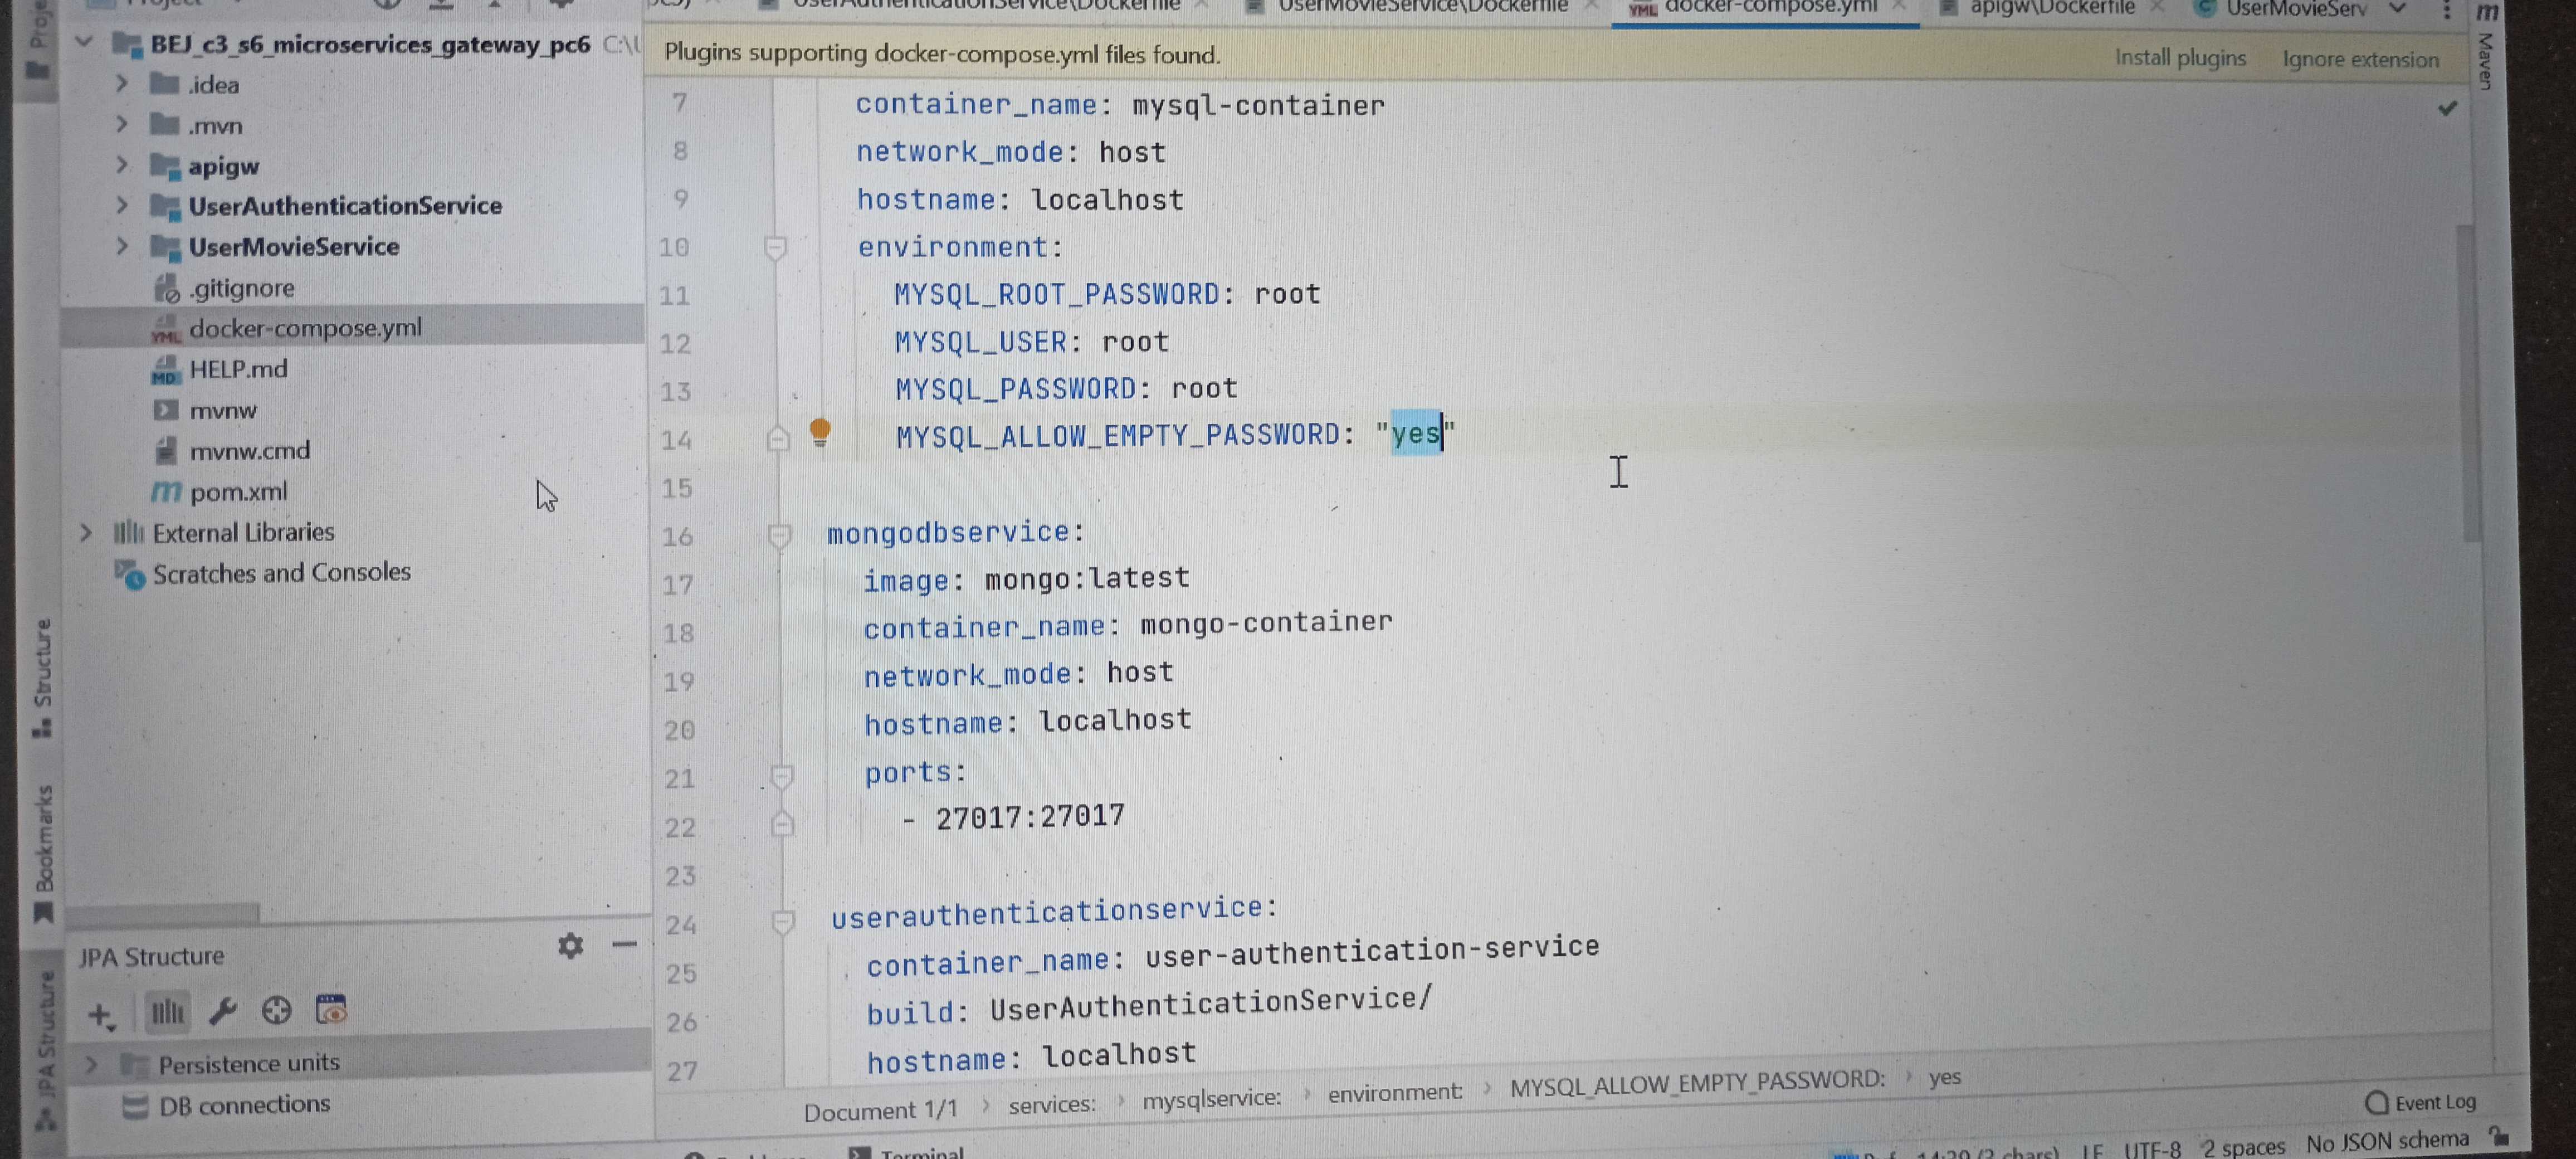 UserAuthenticationService\Dockerfile
UserMovieService\Dockerfile
docker-compose.yml
apigw\Dockerfile
UserMovieServ
BEJ_c3_s6_microservices_gateway_pc6
Plugins supporting docker-compose.yml files found.
Install plugins
Ignore extension
Maven
.idea
.mvn
apigw
UserAuthenticationService
UserMovieService
.gitignore
docker-compose.yml
HELP.md
mvnw
mvnw.cmd
pom.xml
External Libraries
Scratches and Consoles
Structure
Bookmarks
JPA Structure
JPA Structure
Persistence units
DB connections
7 container_name: mysql-container
8 network_mode: host
9 hostname: localhost
10 environment:
11 MYSQL_ROOT_PASSWORD: root
12 MYSQL_USER: root
13 MYSQL_PASSWORD: root
14 MYSQL_ALLOW_EMPTY_PASSWORD: "yes"
15
16 mongodbservice:
17 image: mongo:latest
18 container_name: mongo-container
19 network_mode: host
20 hostname: localhost
21 ports:
22 - 27017:27017
23
24 userauthenticationservice:
25 container_name: user-authentication-service
26 build: UserAuthenticationService/
27 hostname: localhost
Document 1/1 › services: › mysqlservice: › environment: › MYSQL_ALLOW_EMPTY_PASSWORD: › yes
Event Log
Terminal
LF UTF-8 2 spaces No JSON schema